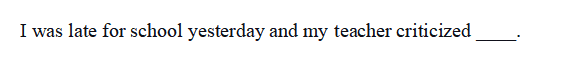 I was late for school yesterday and my teacher criticized ____.